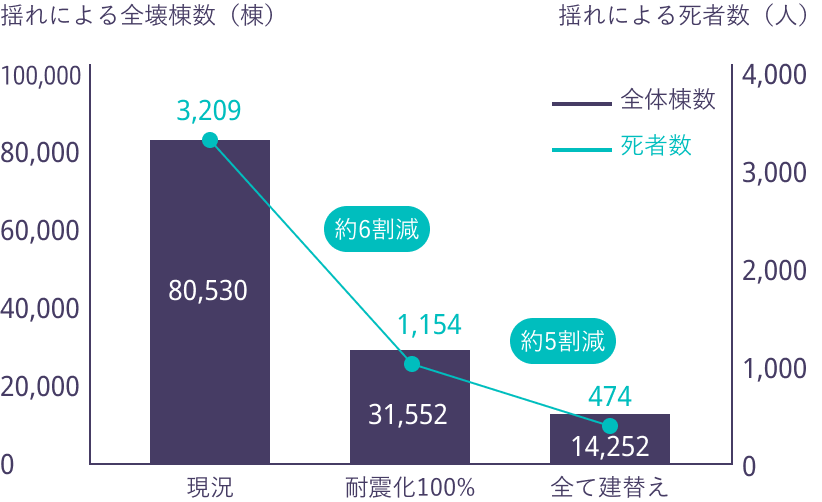 揺れによる全壊棟数（棟）
揺れによる死者数（人）
100,000
80,000
60,000
40,000
20,000
0
4,000
3,000
2,000
1,000
0
全体棟数
死者数
3,209
80,530
約6割減
1,154
31,552
約5割減
474
14,252
現況
耐震化100%
全て建替え